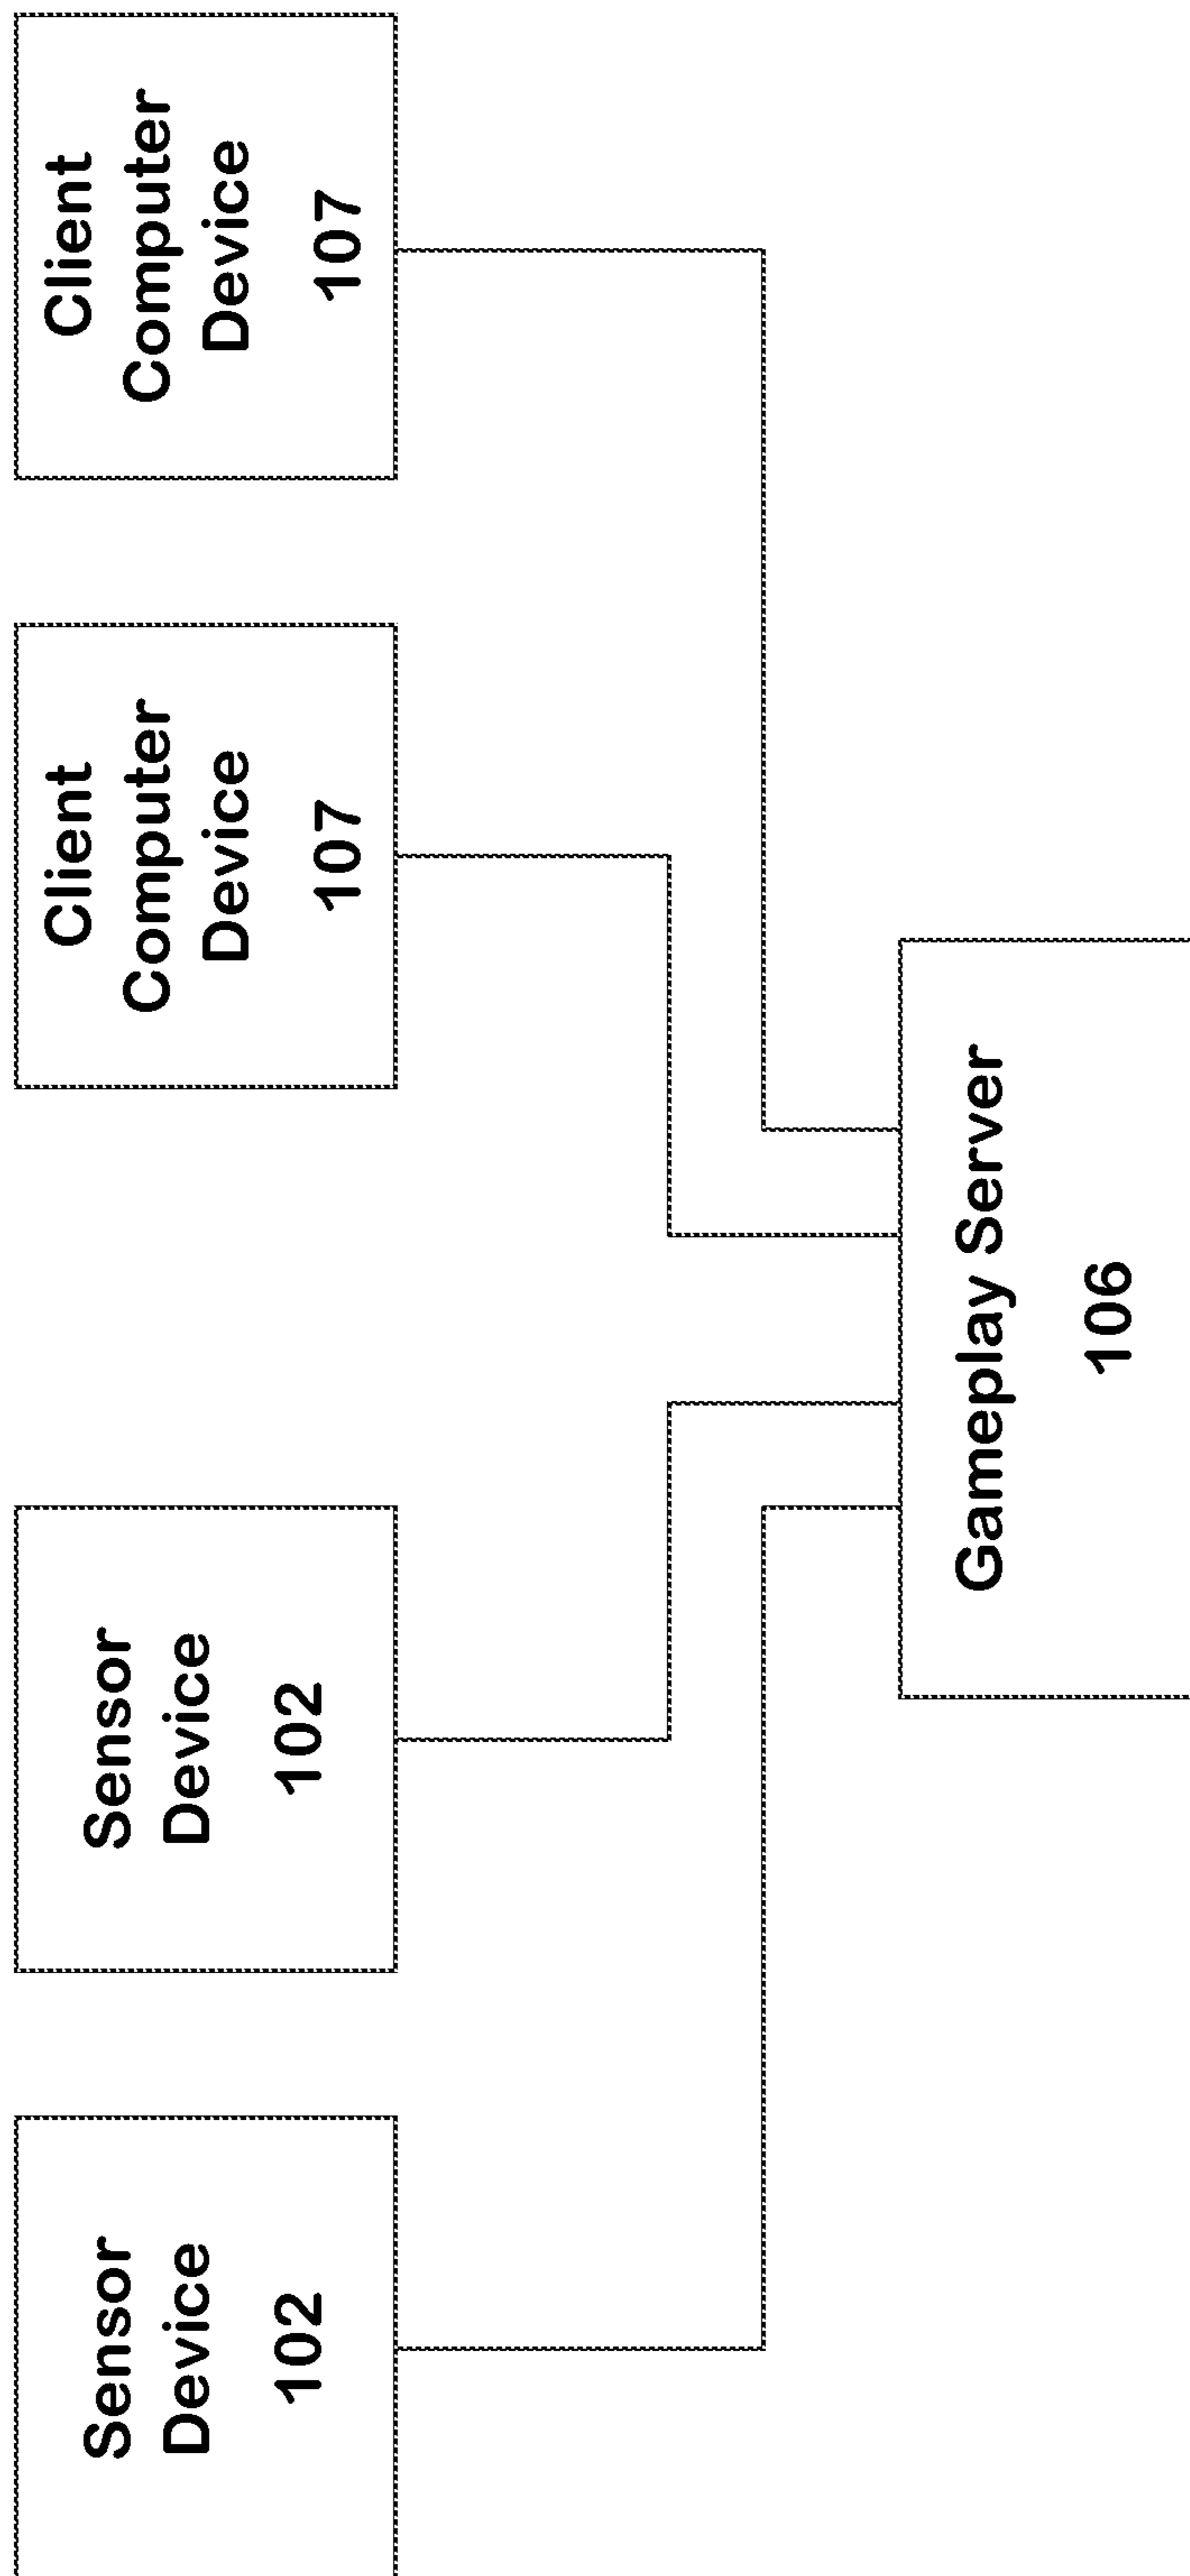 Sensor
Device
102
Sensor
Device
102
Client
Computer
Device
107
Client
Computer
Device
107
Gameplay Server
106